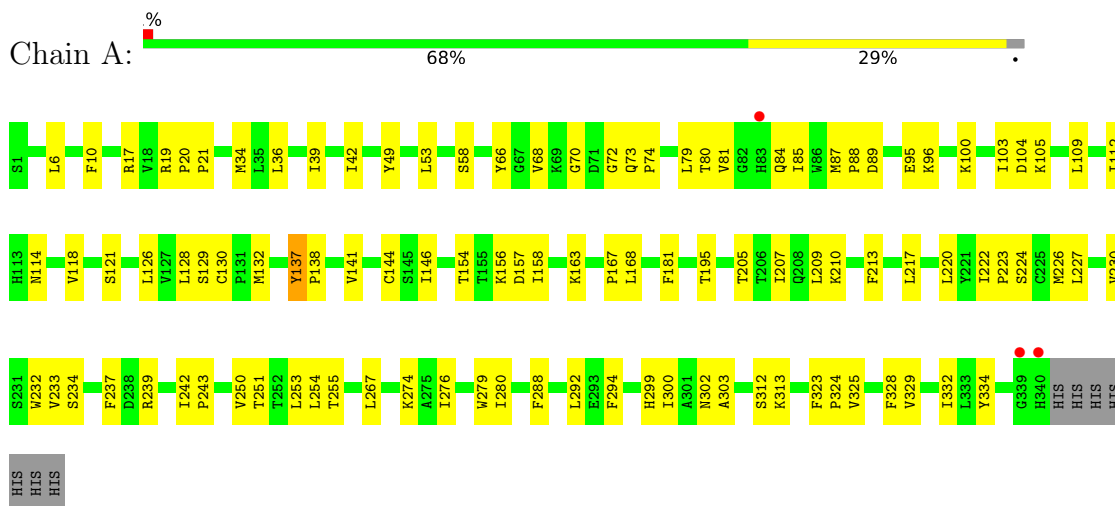 %
Chain A:
68% 29% •
S1 L6 F10 R17 V18 R19 P20 P21 M34 L35 L36 I39 I42 Y49 L53 S58 Y66 G67 V68 K69 G70 D71 G72 Q73 P74 L79 T80 V81 G82 H83 Q84 I85 W86 M87 P88 D89 E95 K96 K100 I103 D104 K105 L109
H113 N114 V118 S121 L126 V127 L128 S129 C130 P131 M132 Y137 P138 V141 C144 S145 I146 T154 T155 K156 D157 I158 K163 P167 L168 F181 T195 T205 T206 I207 Q208 L209 K210 F213 L217 L220 Y221 I222 P223 S224 C225 M226 L227
S231 W232 V233 S234 F237 D238 R239 I242 P243 V250 T251 T252 L253 L254 T255 L267 K274 A275 I276 W279 I280 F288 L292 E293 F294 H299 I300 A301 N302 A303 S312 K313 F323 P324 V325 F328 V329 I332 L333 Y334 G339 H340 HIS HIS HIS HIS
HIS HIS HIS